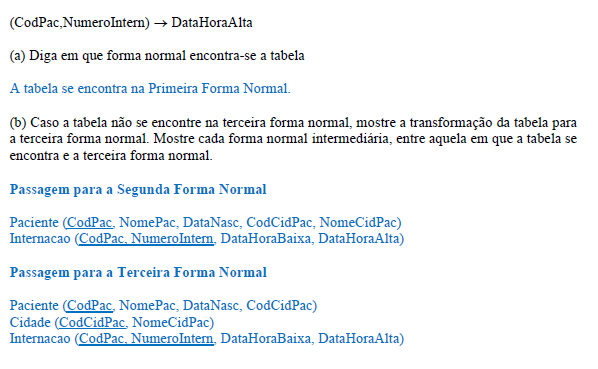 (CodPac,NumeroIntern) → DataHoraAlta
(a) Diga em que forma normal encontra-se a tabela
A tabela se encontra na Primeira Forma Normal.
(b) Caso a tabela não se encontre na terceira forma normal, mostre a transformação da tabela para
a terceira forma normal. Mostre cada forma normal intermediária, entre aquela em que a tabela se
encontra e a terceira forma normal.
Passagem para a Segunda Forma Normal
Paciente (CodPac, NomePac, DataNasc, CodCidPac, NomeCidPac)
Internacao (CodPac, NumeroIntern, DataHoraBaixa, DataHoraAlta)
Passagem para a Terceira Forma Normal
Paciente (CodPac, NomePac, DataNasc, CodCidPac)
Cidade (CodCidPac, NomeCidPac)
Internacao (CodPac, NumeroIntern, DataHoraBaixa, DataHoraAlta)